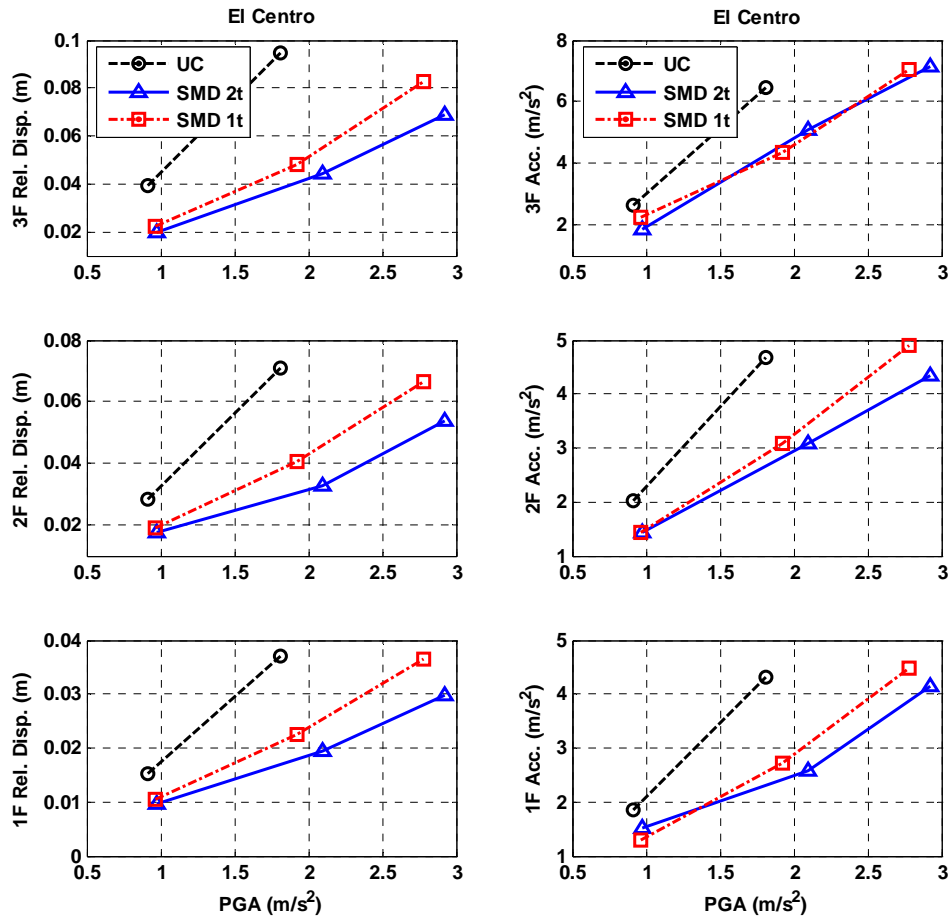 El Centro
0.1
0.08
0.06
0.04
0.02
3F Rel. Disp. (m)
UC
SMD 2t
SMD 1t
0.5 1 1.5 2 2.5 3
El Centro
8
6
4
2
3F Acc. (m/s²)
UC
SMD 2t
SMD 1t
0.5 1 1.5 2 2.5 3
0.08
0.06
0.04
0.02
2F Rel. Disp. (m)
0.5 1 1.5 2 2.5 3
5
4
3
2
1
2F Acc. (m/s²)
0.5 1 1.5 2 2.5 3
0.04
0.03
0.02
0.01
0
1F Rel. Disp. (m)
0.5 1 1.5 2 2.5 3
PGA (m/s²)
5
4
3
2
1
1F Acc. (m/s²)
0.5 1 1.5 2 2.5 3
PGA (m/s²)